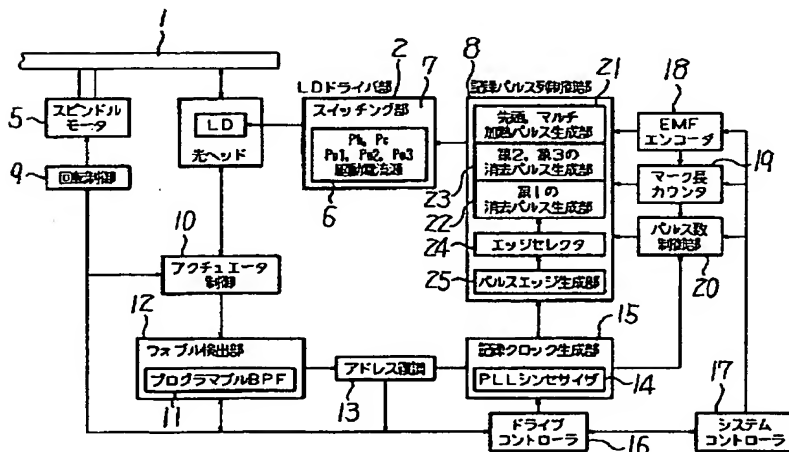 1
5
スピンドル
モータ
9
回転制御
LD
光ヘッド
2
7
LDドライバ部
スイッチング部
Ph, Pc
Pe1, Pe2, Pe3
駆動電流源
6
8
記録パルス列制御部
21
先頭, マルチ
加熱パルス生成部
第2, 第3の
消去パルス生成部
23
第1の
消去パルス生成部
22
24
エッジセレクタ
25
パルスエッジ生成部
18
EMF
エンコーダ
19
マーク長
カウンタ
パルス数
制御部
20
10
アクチュエータ
制御
12
ウォブル検出部
プログラマブルBPF
11
アドレス復調
13
15
記録クロック生成部
PLLシンセサイザ
14
ドライブ
コントローラ
16
17
システム
コントローラ